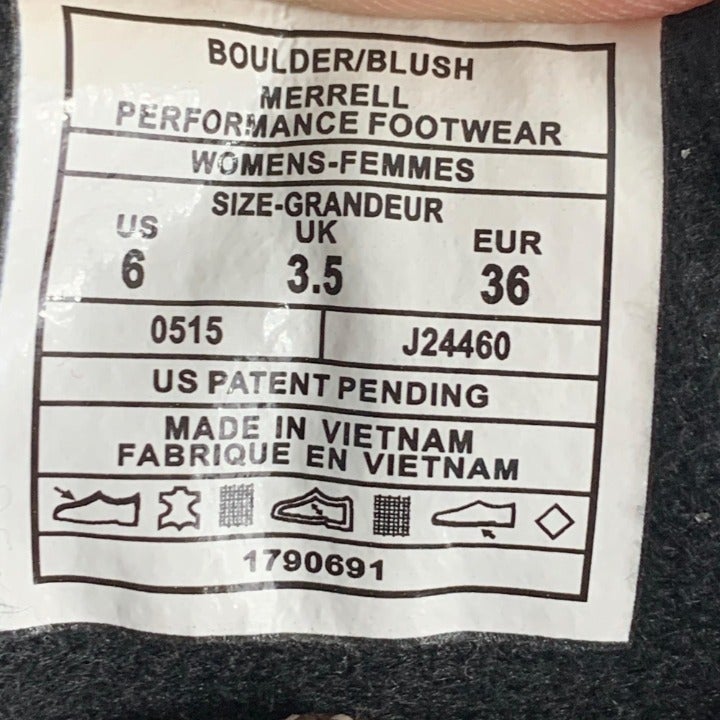 BOULDER/BLUSH
MERRELL
PERFORMANCE FOOTWEAR
WOMENS-FEMMES
SIZE-GRANDEUR
US UK EUR
6 3.5 36
0515 J24460
US PATENT PENDING
MADE IN VIETNAM
FABRIQUE EN VIETNAM
1790691